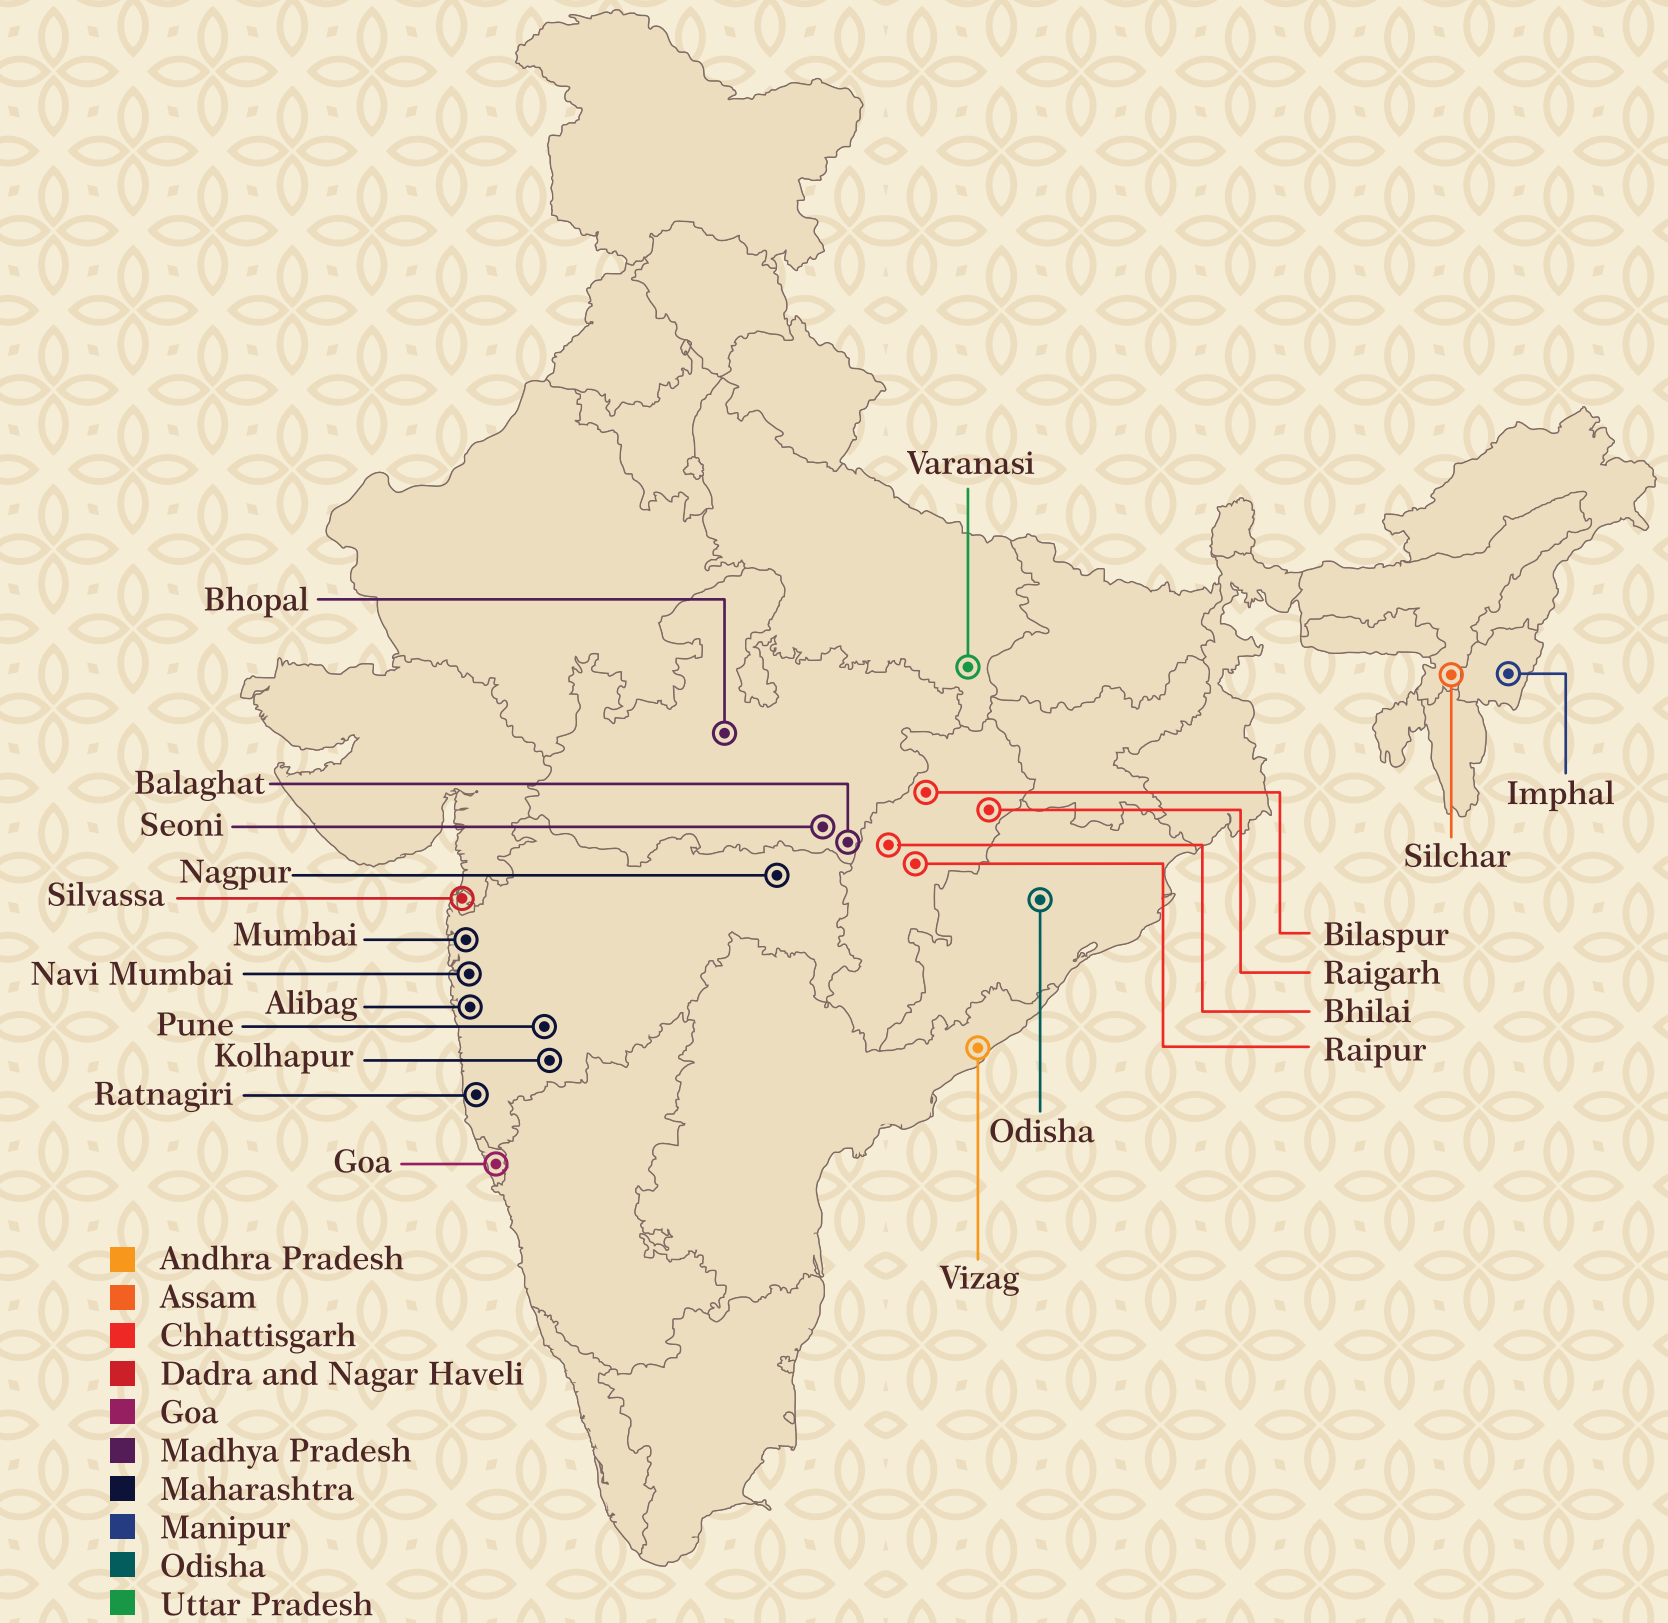 Varanasi
Bhopal
Balaghat
Seoni
Nagpur
Silvassa
Mumbai
Navi Mumbai
Alibag
Pune
Kolhapur
Ratnagiri
Goa
Imphal
Silchar
Bilaspur
Raigarh
Bhilai
Raipur
Odisha
Vizag
Andhra Pradesh
Assam
Chhattisgarh
Dadra and Nagar Haveli
Goa
Madhya Pradesh
Maharashtra
Manipur
Odisha
Uttar Pradesh